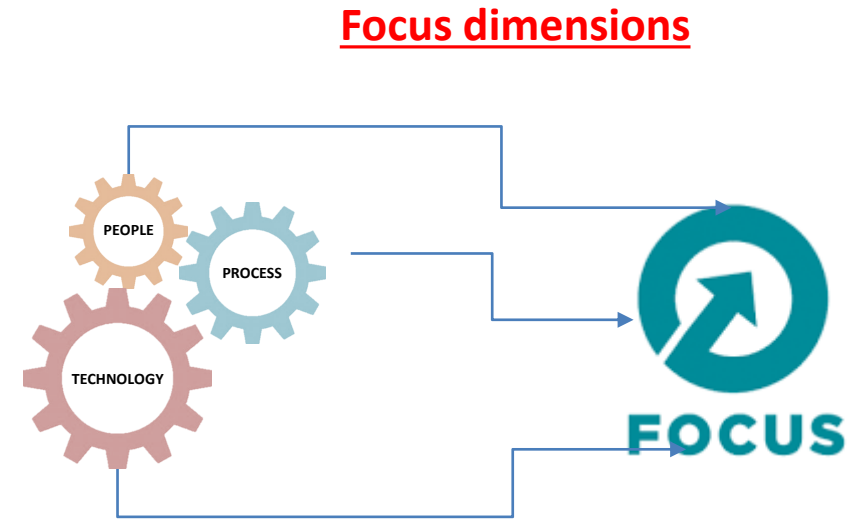 Focus dimensions
PEOPLE
PROCESS
TECHNOLOGY
FOCUS